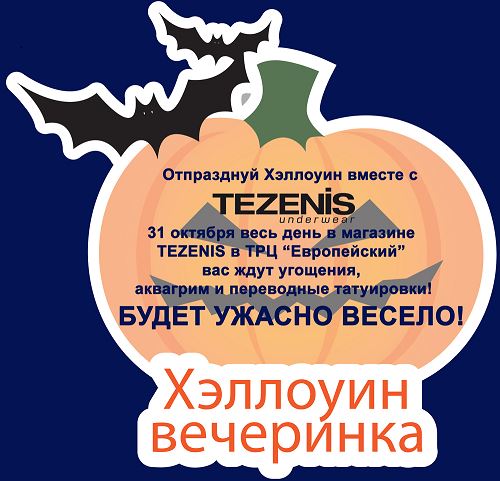 Отпразднуй Хэллоуин вместе с
TEZENIS
underwear
31 октября весь день в магазине
TEZENIS в ТРЦ “Европейский”
вас ждут угощения,
аквагрим и переводные татуировки!
БУДЕТ УЖАСНО ВЕСЕЛО!
Хэллоуин
вечеринка